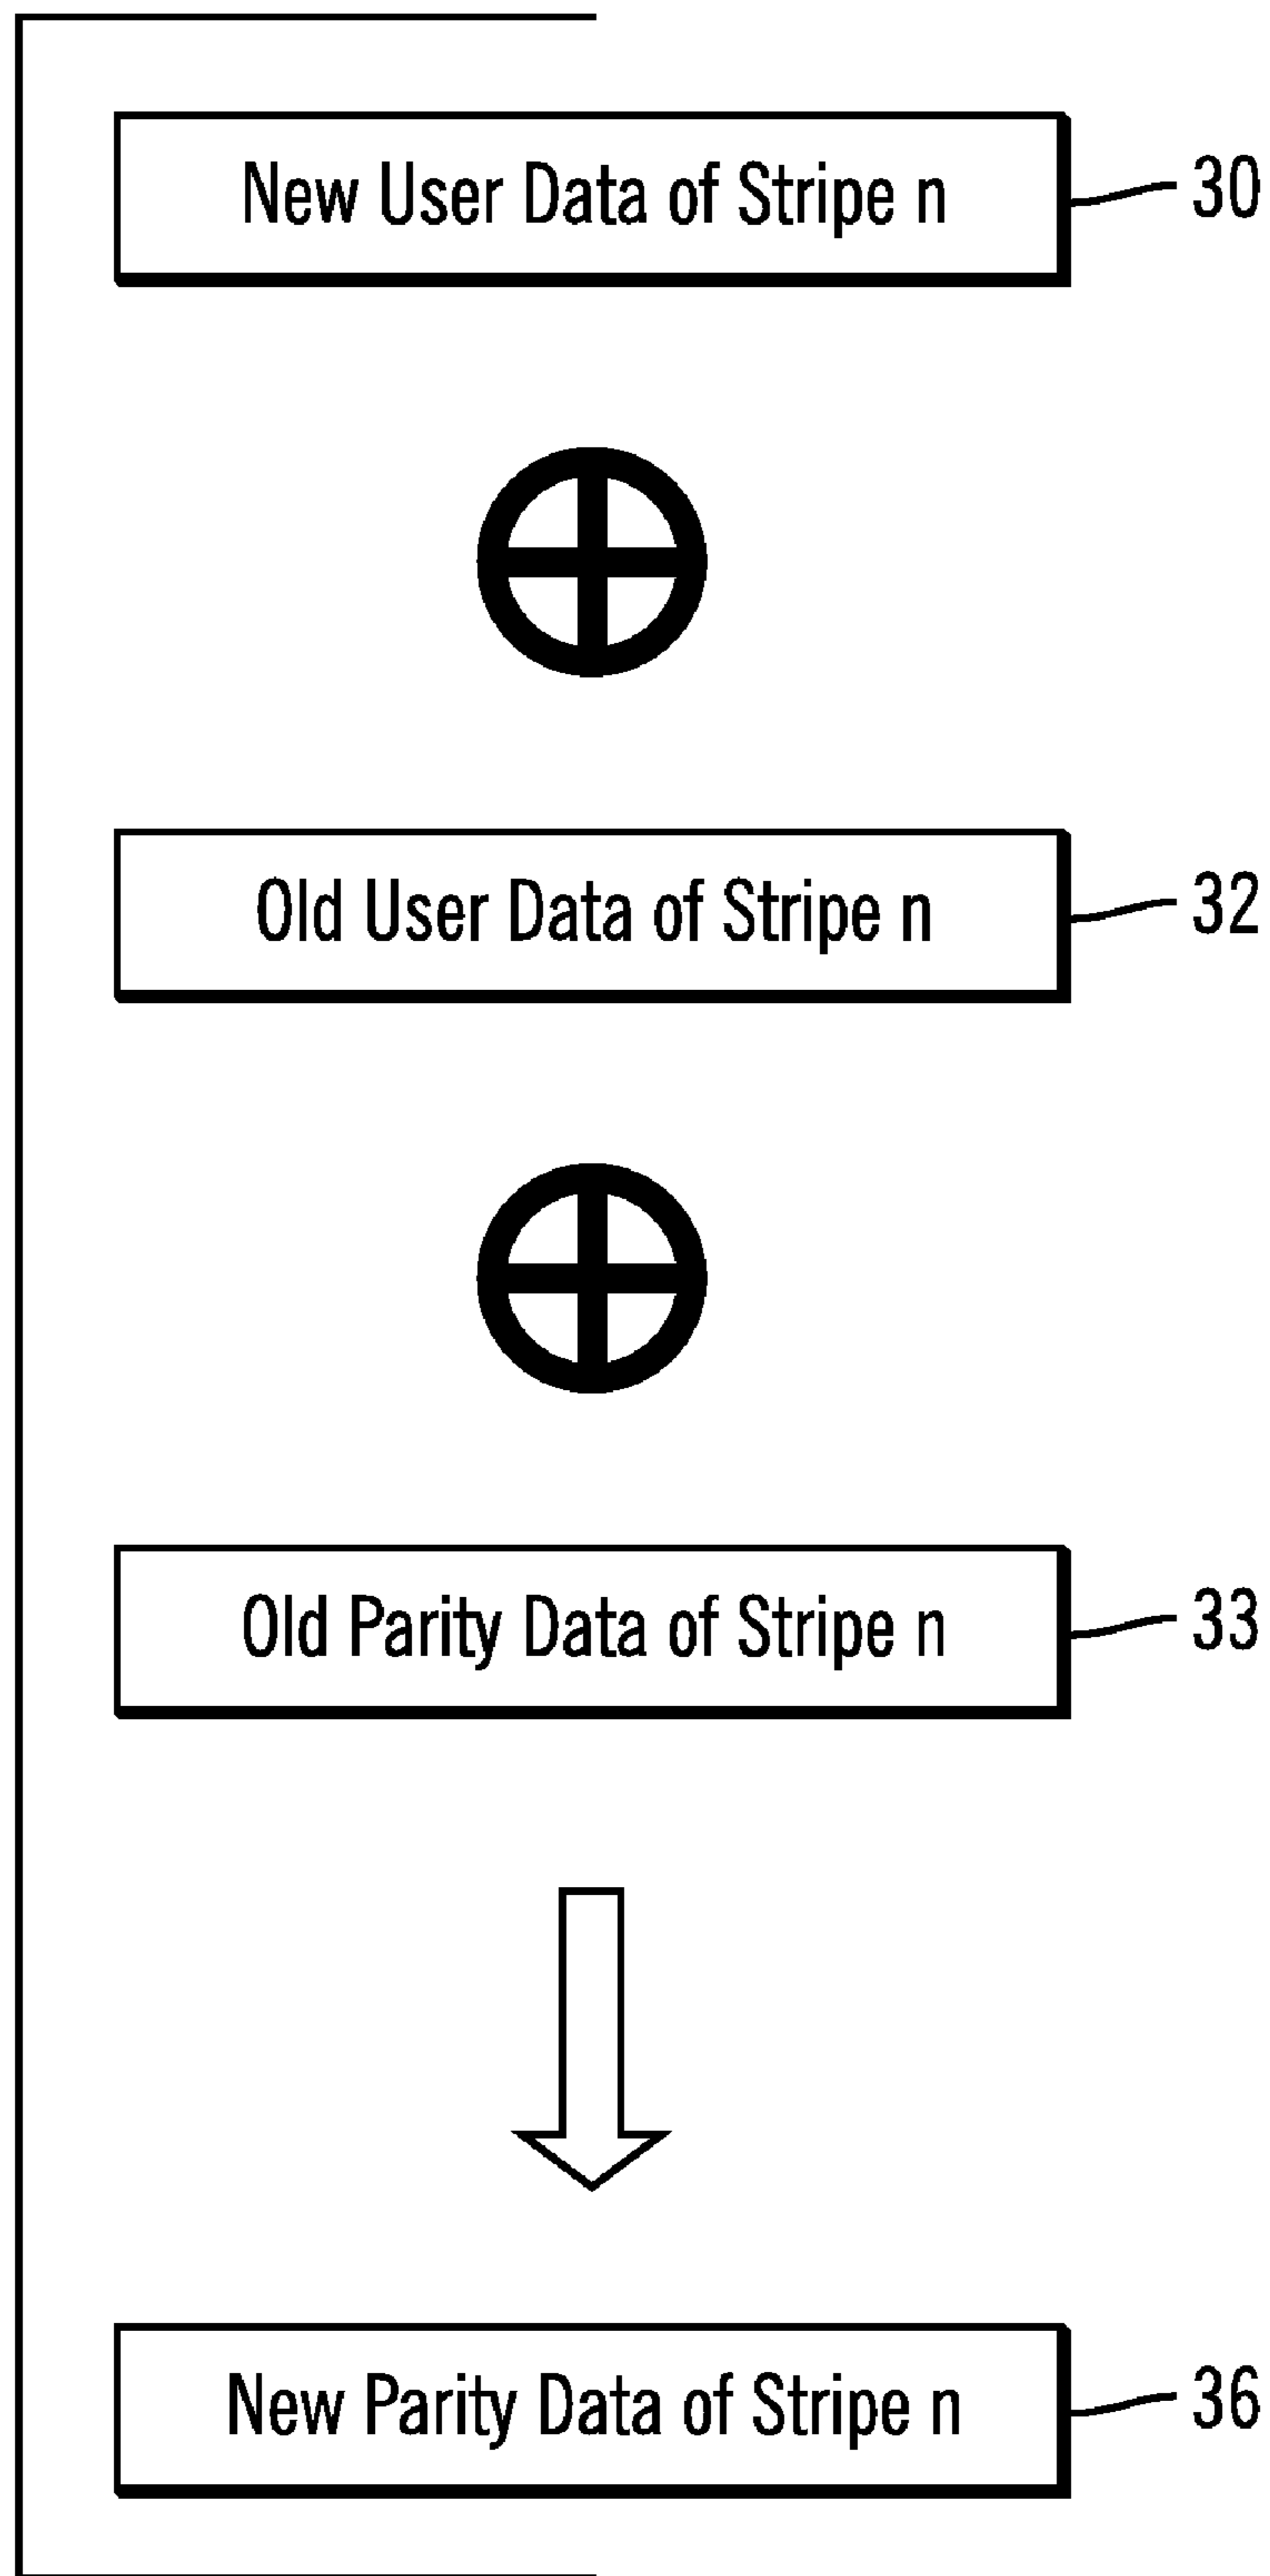 New User Data of Stripe n 30
Old User Data of Stripe n 32
Old Parity Data of Stripe n 33
New Parity Data of Stripe n 36